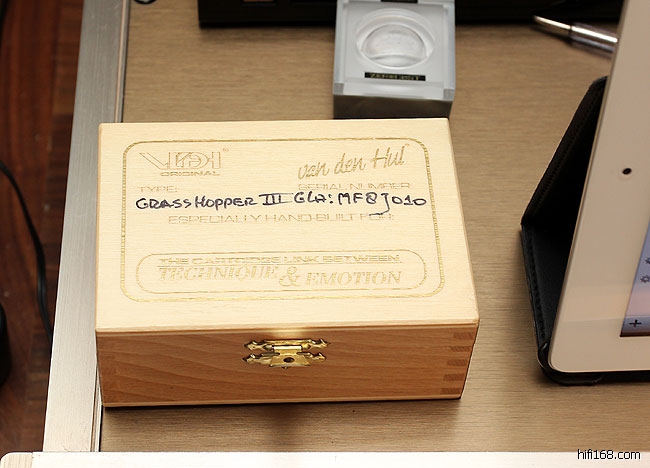 VDH®
ORIGINAL
van den Hul™
TYPE:
SERIAL NUMBER
GRASSHOPPER III GLA: MF8J010
ESPECIALLY HAND-BUILT FOR:
THE CARTRIDGE LINK BETWEEN
TECHNIQUE & EMOTION
hifi168.com